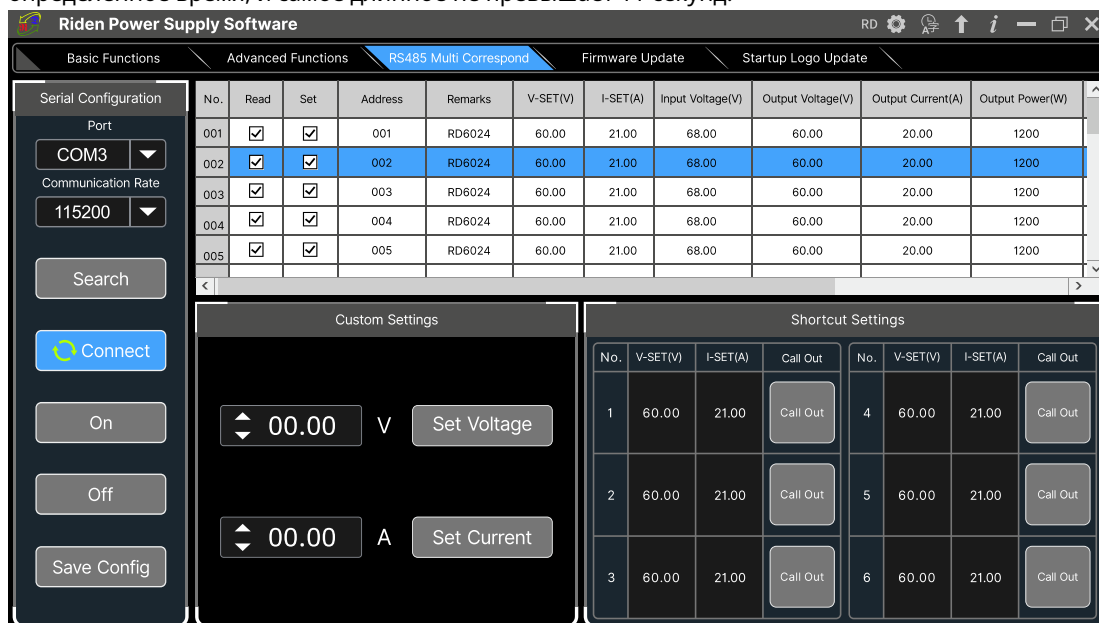 определенное время, и самое длинное не превышает секунд.
Riden Power Supply Software RD
Basic Functions Advanced Functions RS485 Multi Correspond Firmware Update Startup Logo Update
Serial Configuration
Port
COM3
Communication Rate
115200
Search
Connect
On
Off
Save Config
No. Read Set Address Remarks V-SET(V) I-SET(A) Input Voltage(V) Output Voltage(V) Output Current(A) Output Power(W)
001 001 RD6024 60.00 21.00 68.00 60.00 20.00 1200
002 002 RD6024 60.00 21.00 68.00 60.00 20.00 1200
003 003 RD6024 60.00 21.00 68.00 60.00 20.00 1200
004 004 RD6024 60.00 21.00 68.00 60.00 20.00 1200
005 005 RD6024 60.00 21.00 68.00 60.00 20.00 1200
Custom Settings
00.00 V Set Voltage
00.00 A Set Current
Shortcut Settings
No. V-SET(V) I-SET(A) Call Out No. V-SET(V) I-SET(A) Call Out
1 60.00 21.00 Call Out 4 60.00 21.00 Call Out
2 60.00 21.00 Call Out 5 60.00 21.00 Call Out
3 60.00 21.00 Call Out 6 60.00 21.00 Call Out